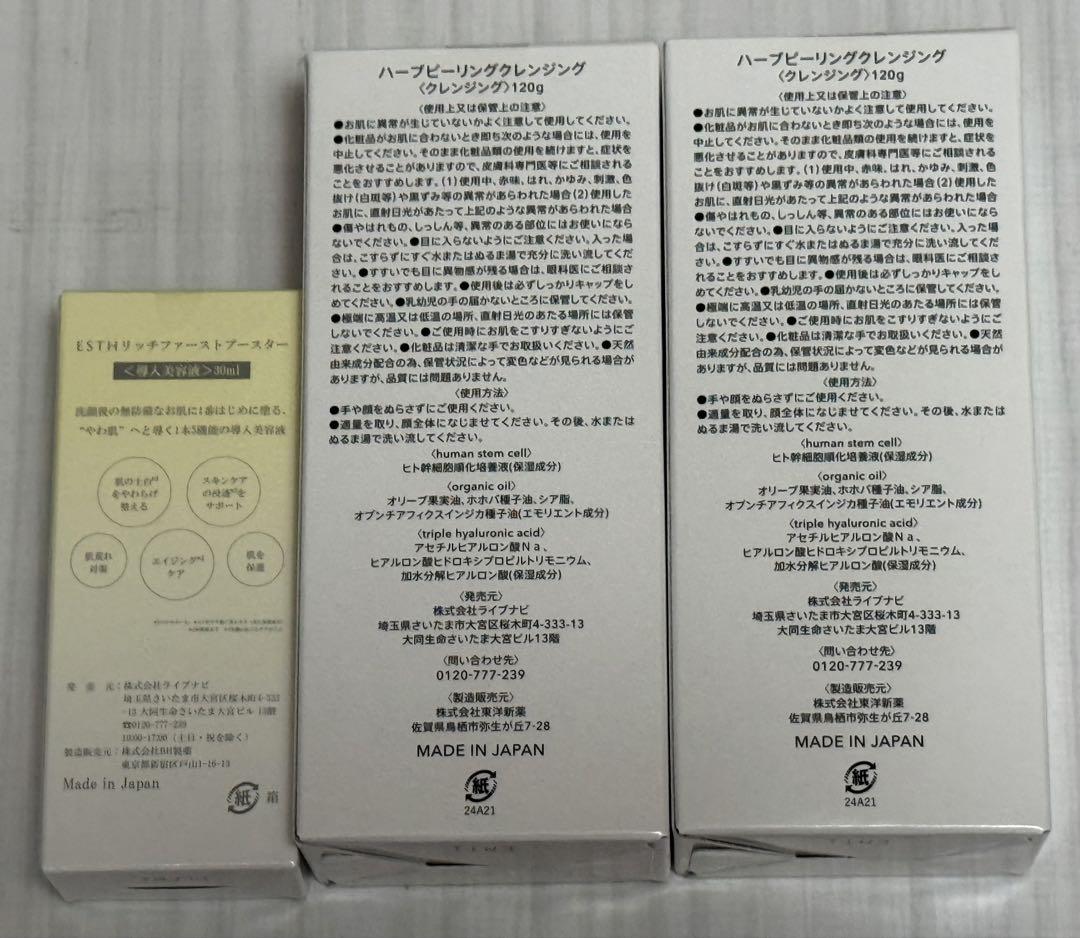 ESTHリッチファーストブースター
＜導入美容液＞30ml
洗顔後の無防備なお肌に1番はじめに塗る、
“やわ肌”へと導く1本5機能の導入美容液
肌の土台
をやわらげ
整える
スキンケア
の浸透を
サポート
肌荒れ
対策
エイジング
ケア
肌を
保湿
発売元：株式会社ライブナビ
埼玉県さいたま市大宮区桜木町4-333
-13 大同生命さいたま大宮ビル 13階
☎0120-777-239
10:00-17:00（土日・祝を除く）
製造販売元：株式会社BH製薬
東京都新宿区戸山1-16-13
Made in Japan
紙 箱
ハーブピーリングクレンジング
〈クレンジング〉120g
〈使用上又は保管上の注意〉
●お肌に異常が生じていないかよく注意して使用してください。
●化粧品がお肌に合わないとき即ち次のような場合には、使用を
中止してください。そのまま化粧品類の使用を続けますと、症状を
悪化させることがありますので、皮膚科専門医等にご相談され
ることをおすすめします。(1)使用中、赤味、はれ、かゆみ、刺激、色
抜け(白斑等)や黒ずみ等の異常があらわれた場合(2)使用した
お肌に、直射日光があたって上記のような異常があらわれた場合
●傷やはれもの、しっしん等、異常のある部位にはお使いになら
ないでください。●目に入らないようにご注意ください。入った場
合は、こすらずにすぐ水またはぬるま湯で充分に洗い流してくださ
い。●すすいでも目に異物感が残る場合は、眼科医にご相談さ
れることをおすすめします。●使用後は必ずしっかりキャップをし
めてください。●乳幼児の手の届かないところに保管してください。
●極端に高温又は低温の場所、直射日光のあたる場所には保管
しないでください。●ご使用時にお肌をこすりすぎないようにご
注意ください。●化粧品は清潔な手でお取扱いください。●天然
由来成分配合の為、保管状況によって変色などが見られる場合が
ありますが、品質には問題ありません。
〈使用方法〉
●手や顔をぬらさずにご使用ください。
●適量を取り、顔全体になじませてください。その後、水または
ぬるま湯で洗い流してください。
〈human stem cell〉
ヒト幹細胞順化培養液(保湿成分)
〈organic oil〉
オリーブ果実油、ホホバ種子油、シア脂、
オプンチアフィクスインジカ種子油(エモリエント成分)
〈triple hyaluronic acid〉
アセチルヒアルロン酸Na、
ヒアルロン酸ヒドロキシプロピルトリモニウム、
加水分解ヒアルロン酸(保湿成分)
〈発売元〉
株式会社ライブナビ
埼玉県さいたま市大宮区桜木町4-333-13
大同生命さいたま大宮ビル13階
〈問い合わせ先〉
0120-777-239
〈製造販売元〉
株式会社東洋新薬
佐賀県鳥栖市弥生が丘7-28
MADE IN JAPAN
紙
24A21
ハーブピーリングクレンジング
〈クレンジング〉120g
〈使用上又は保管上の注意〉
●お肌に異常が生じていないかよく注意して使用してください。
●化粧品がお肌に合わないとき即ち次のような場合には、使用を
中止してください。そのまま化粧品類の使用を続けますと、症状を
悪化させることがありますので、皮膚科専門医等にご相談され
ることをおすすめします。(1)使用中、赤味、はれ、かゆみ、刺激、色
抜け(白斑等)や黒ずみ等の異常があらわれた場合(2)使用した
お肌に、直射日光があたって上記のような異常があらわれた場合
●傷やはれもの、しっしん等、異常のある部位にはお使いになら
ないでください。●目に入らないようにご注意ください。入った場
合は、こすらずにすぐ水またはぬるま湯で充分に洗い流してくださ
い。●すすいでも目に異物感が残る場合は、眼科医にご相談さ
れることをおすすめします。●使用後は必ずしっかりキャップをし
めてください。●乳幼児の手の届かないところに保管してください。
●極端に高温又は低温の場所、直射日光のあたる場所には保管
しないでください。●ご使用時にお肌をこすりすぎないようにご
注意ください。●化粧品は清潔な手でお取扱いください。●天然
由来成分配合の為、保管状況によって変色などが見られる場合が
ありますが、品質には問題ありません。
〈使用方法〉
●手や顔をぬらさずにご使用ください。
●適量を取り、顔全体になじませてください。その後、水または
ぬるま湯で洗い流してください。
〈human stem cell〉
ヒト幹細胞順化培養液(保湿成分)
〈organic oil〉
オリーブ果実油、ホホバ種子油、シア脂、
オプンチアフィクスインジカ種子油(エモリエント成分)
〈triple hyaluronic acid〉
アセチルヒアルロン酸Na、
ヒアルロン酸ヒドロキシプロピルトリモニウム、
加水分解ヒアルロン酸(保湿成分)
〈発売元〉
株式会社ライブナビ
埼玉県さいたま市大宮区桜木町4-333-13
大同生命さいたま大宮ビル13階
〈問い合わせ先〉
0120-777-239
〈製造販売元〉
株式会社東洋新薬
佐賀県鳥栖市弥生が丘7-28
MADE IN JAPAN
紙
24A21